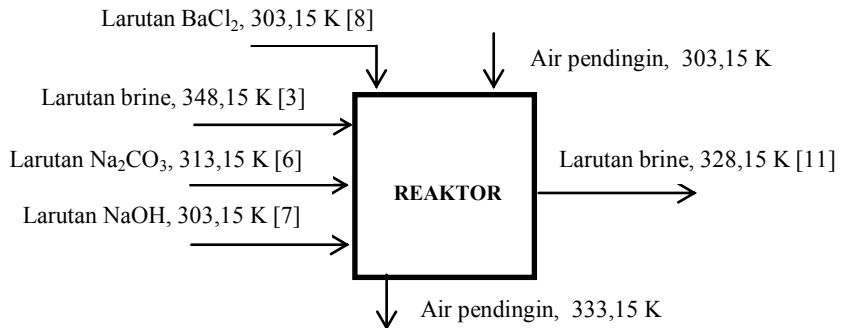 Larutan BaCl₂, 303,15 K [8]
Air pendingin,  303,15 K
Larutan brine, 348,15 K [3]
Larutan Na₂CO₃, 313,15 K [6]
Larutan brine, 328,15 K [11]
REAKTOR
Larutan NaOH, 303,15 K [7]
Air pendingin,  333,15 K